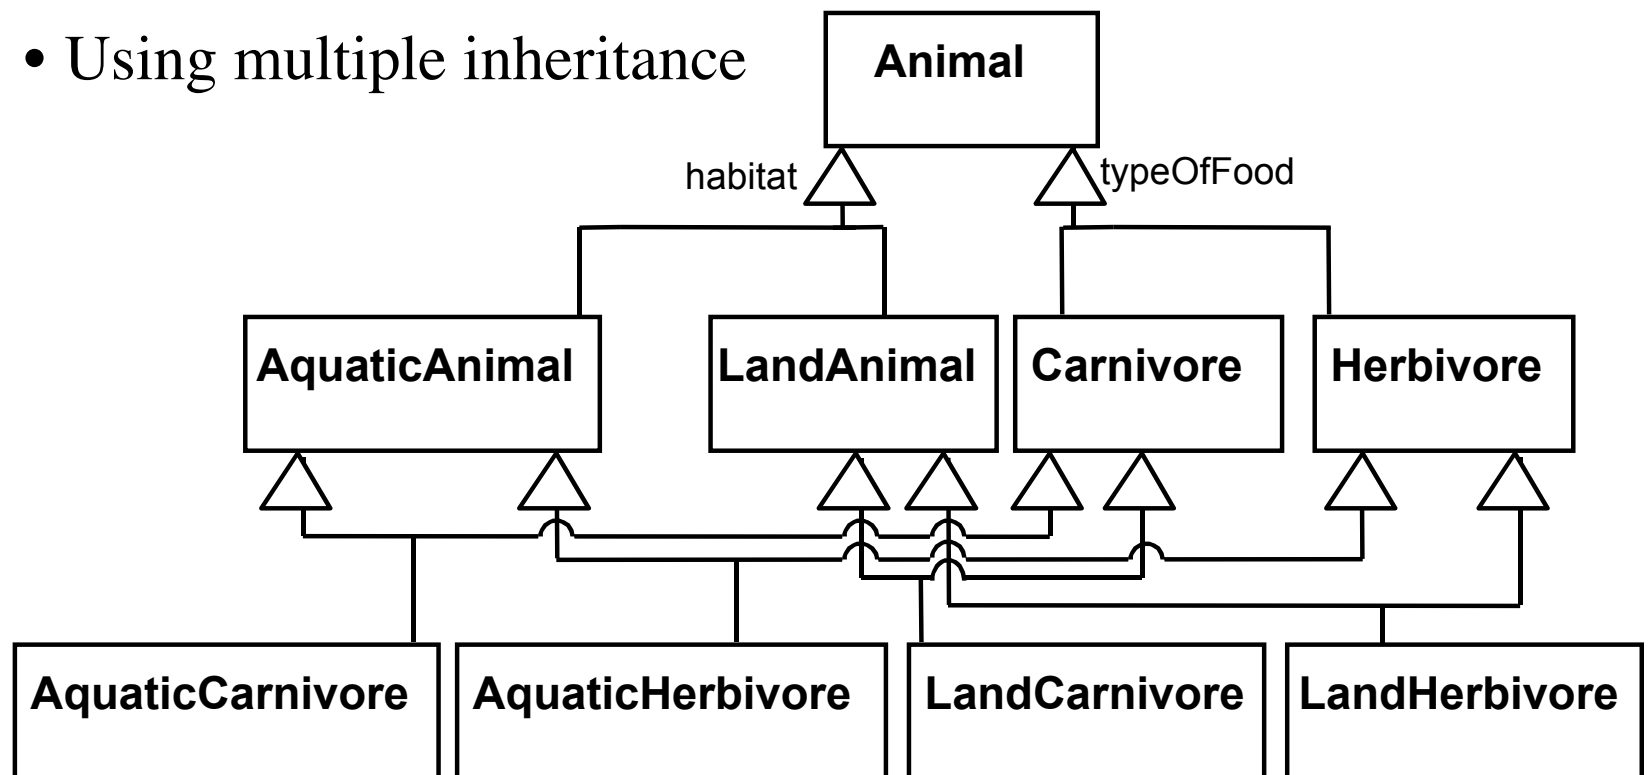 • Using multiple inheritance
Animal
habitat
typeOfFood
AquaticAnimal
LandAnimal
Carnivore
Herbivore
AquaticCarnivore
AquaticHerbivore
LandCarnivore
LandHerbivore